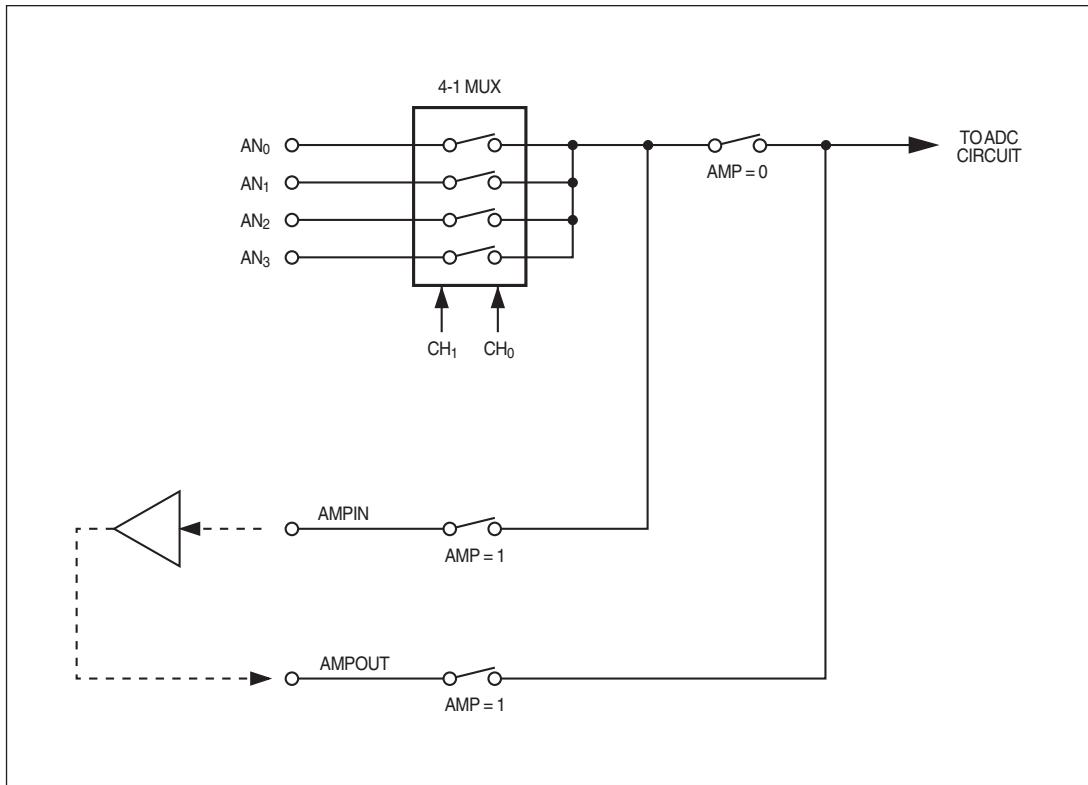 4-1 MUX
AN₀
AN₁
AN₂
AN₃
AMP = 0
TO ADC
CIRCUIT
CH₁
CH₀
AMPIN
AMP = 1
AMPOUT
AMP = 1